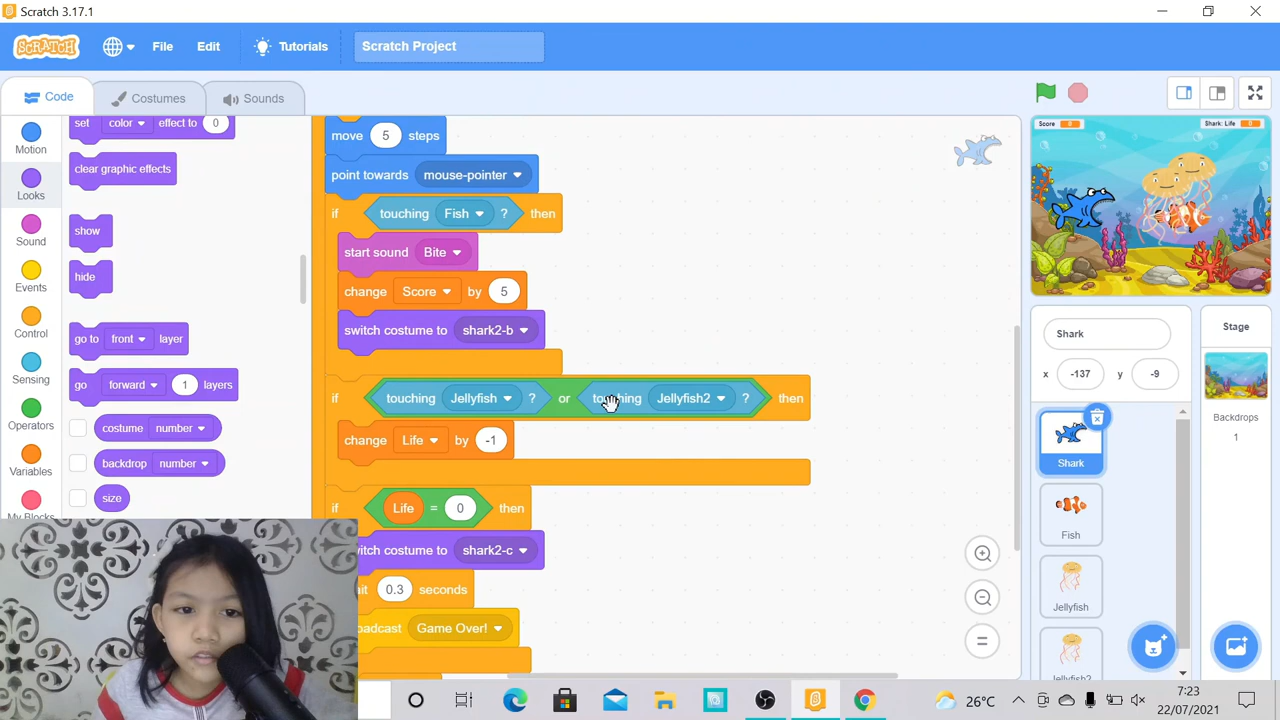 Scratch 3.17.1
SCRATCH
File
Edit
Tutorials
Scratch Project
Code
Costumes
Sounds
Motion
Looks
Sound
Events
Control
Sensing
Operators
Variables
My Blocks
set color effect to 0
clear graphic effects
show
hide
go to front layer
go forward 1 layers
costume number
backdrop number
size
move 5 steps
point towards mouse-pointer
if touching Fish ? then
start sound Bite
change Score by 5
switch costume to shark2-b
if touching Jellyfish ? or touching Jellyfish2 ? then
change Life by -1
if Life = 0 then
switch costume to shark2-c
wait 0.3 seconds
broadcast Game Over!
Score
Shark: Life
Shark
x -137 y -9
Shark
Fish
Jellyfish
Jellyfish2
Stage
Backdrops
1
26°C
7:23
22/07/2021